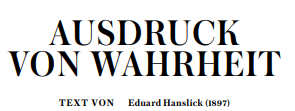 AUSDRUCK
VON WAHRHEIT
TEXT VON Eduard Hanslick (1897)